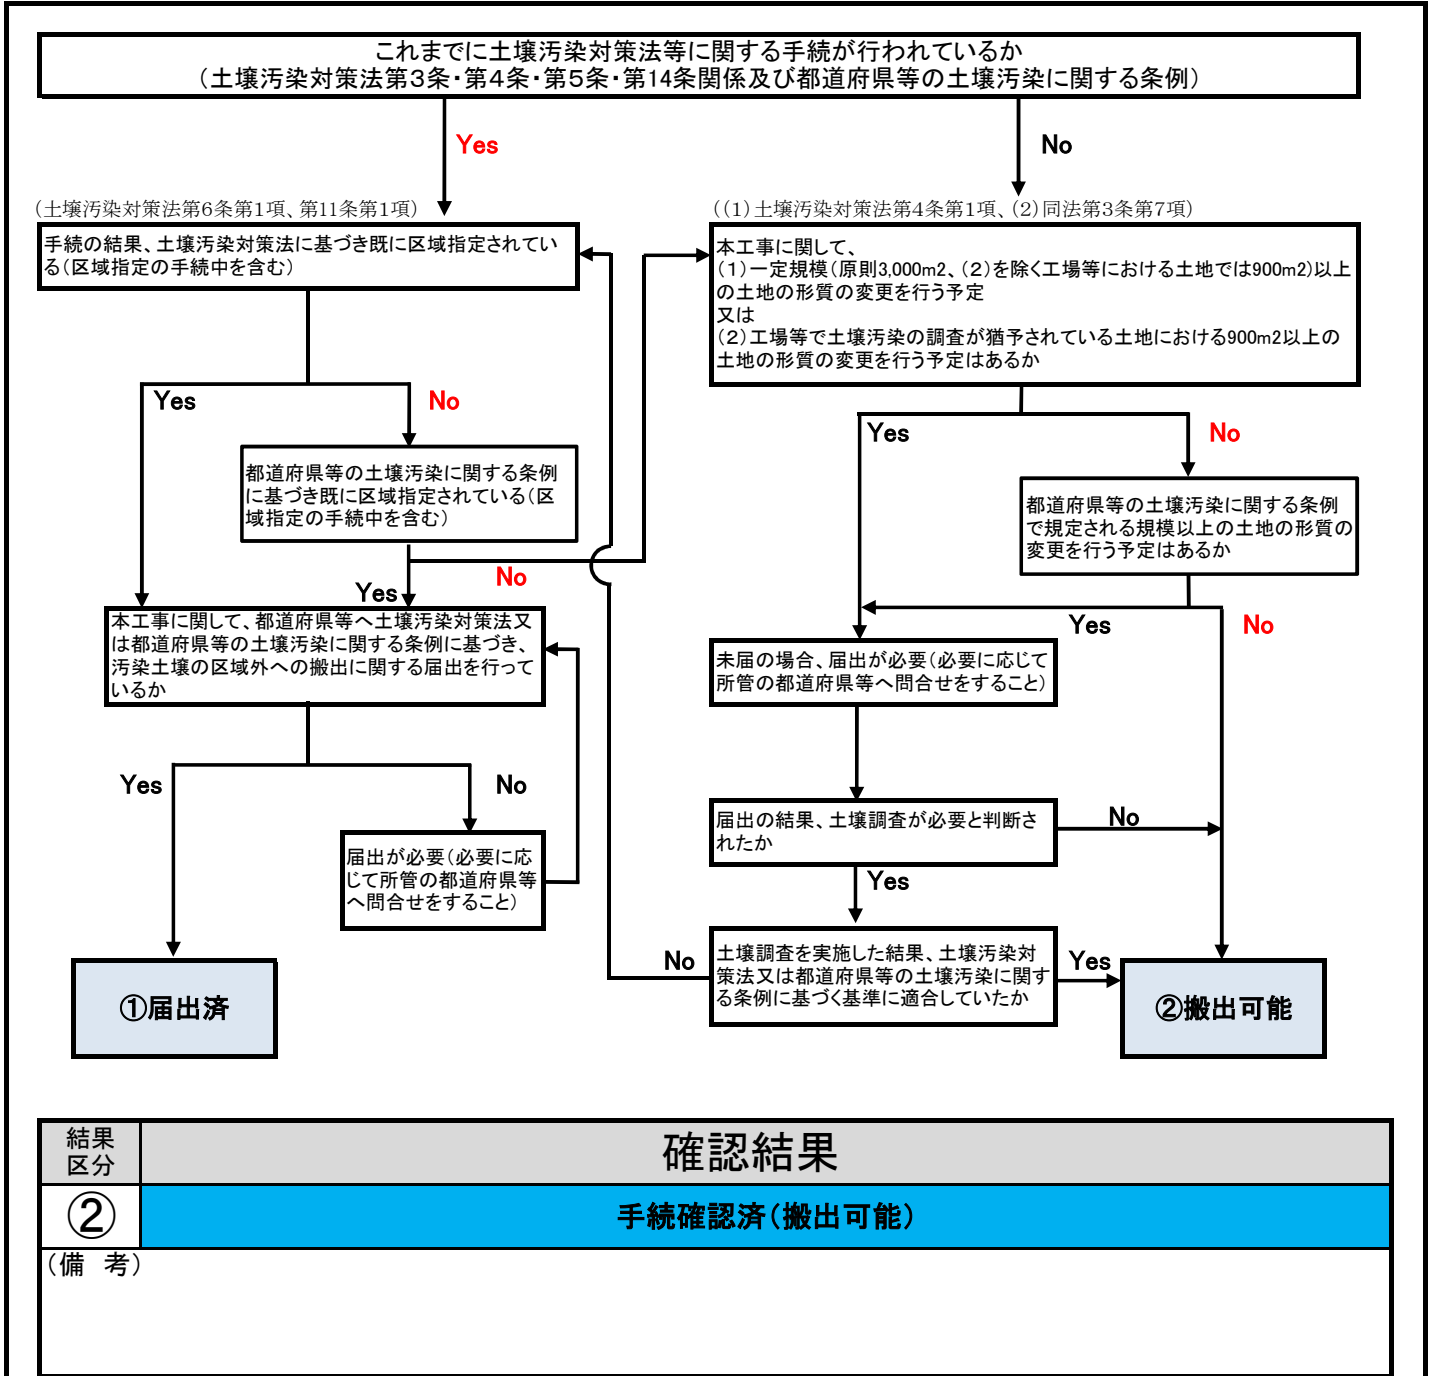 これまでに土壌汚染対策法等に関する手続が行われているか
(土壌汚染対策法第3条・第4条・第5条・第14条関係及び都道府県等の土壌汚染に関する条例)
Yes
No
(土壌汚染対策法第6条第1項、第11条第1項)
((1)土壌汚染対策法第4条第1項、(2)同法第3条第7項)
手続の結果、土壌汚染対策法に基づき既に区域指定されてい
る(区域指定の手続中を含む)
本工事に関して、
(1)一定規模(原則3,000m2、(2)を除く工場等における土地では900m2)以上
の土地の形質の変更を行う予定
又は
(2)工場等で土壌汚染の調査が猶予されている土地における900m2以上の
土地の形質の変更を行う予定はあるか
Yes
No
Yes
No
都道府県等の土壌汚染に関する条例
に基づき既に区域指定されている(区
域指定の手続中を含む)
都道府県等の土壌汚染に関する条例
で規定される規模以上の土地の形質の
変更を行う予定はあるか
No
Yes
Yes
No
本工事に関して、都道府県等へ土壌汚染対策法又
は都道府県等の土壌汚染に関する条例に基づき、
汚染土壌の区域外への搬出に関する届出を行って
いるか
未届の場合、届出が必要(必要に応じて
所管の都道府県等へ問合せをすること)
Yes
No
届出の結果、土壌調査が必要と判断さ
れたか
No
届出が必要(必要に応
じて所管の都道府県等
へ問合せをすること)
Yes
No
土壌調査を実施した結果、土壌汚染対
策法又は都道府県等の土壌汚染に関す
る条例に基づく基準に適合していたか
Yes
①届出済
②搬出可能
結果
区分
確認結果
②
手続確認済(搬出可能)
(備 考)